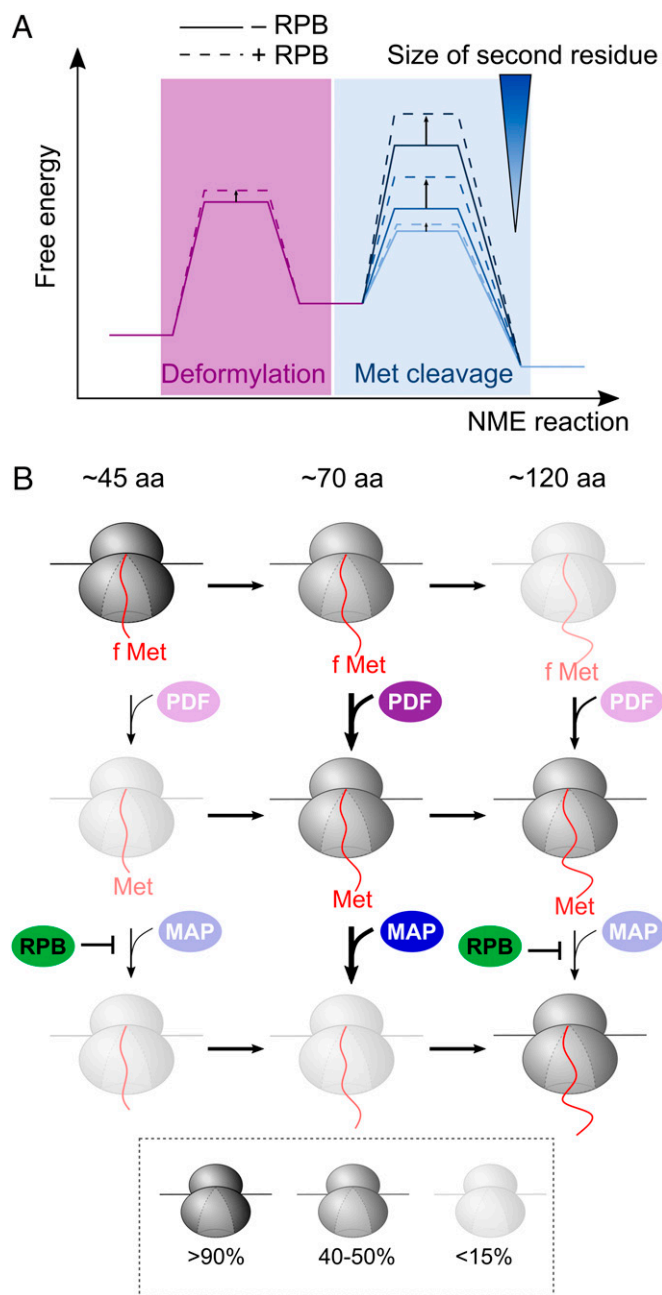 A
— RPB
+ RPB
Size of second residue
Free energy
Deformylation
Met cleavage
NME reaction
B
~45 aa
~70 aa
~120 aa
f Met
f Met
f Met
PDF
PDF
PDF
Met
Met
Met
RPB
MAP
MAP
RPB
MAP
>90%
40-50%
<15%